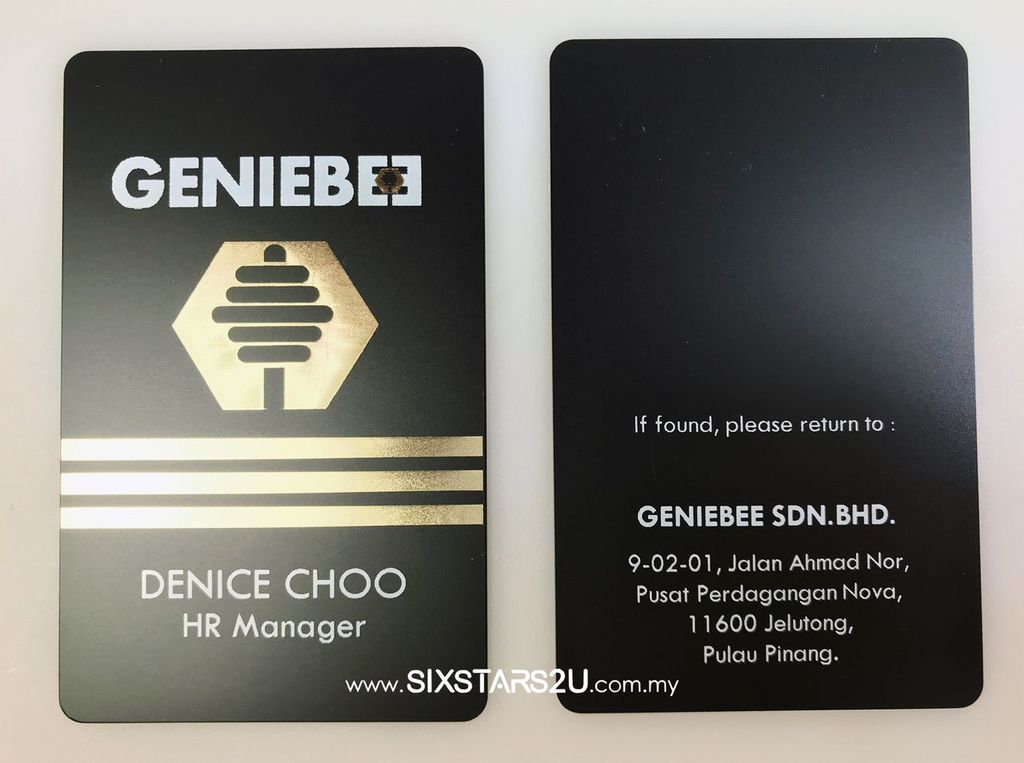 GENIEBEE
DENICE CHOO
HR Manager
If found, please return to :
GENIEBEE SDN.BHD.
9-02-01, Jalan Ahmad Nor,
Pusat Perdagangan Nova,
11600 Jelutong,
Pulau Pinang.
www.SIXSTARS2U.com.my